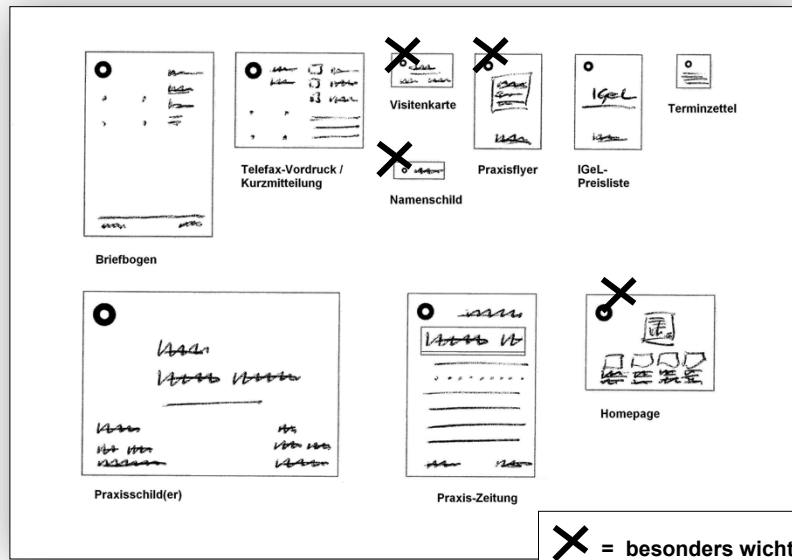 Briefbogen
Telefax-Vordruck /
Kurzmitteilung
Visitenkarte
Namenschild
Praxisflyer
IGeL
IGeL-
Preisliste
Terminzettel
Praxisschild(er)
Praxis-Zeitung
Homepage
= besonders wicht